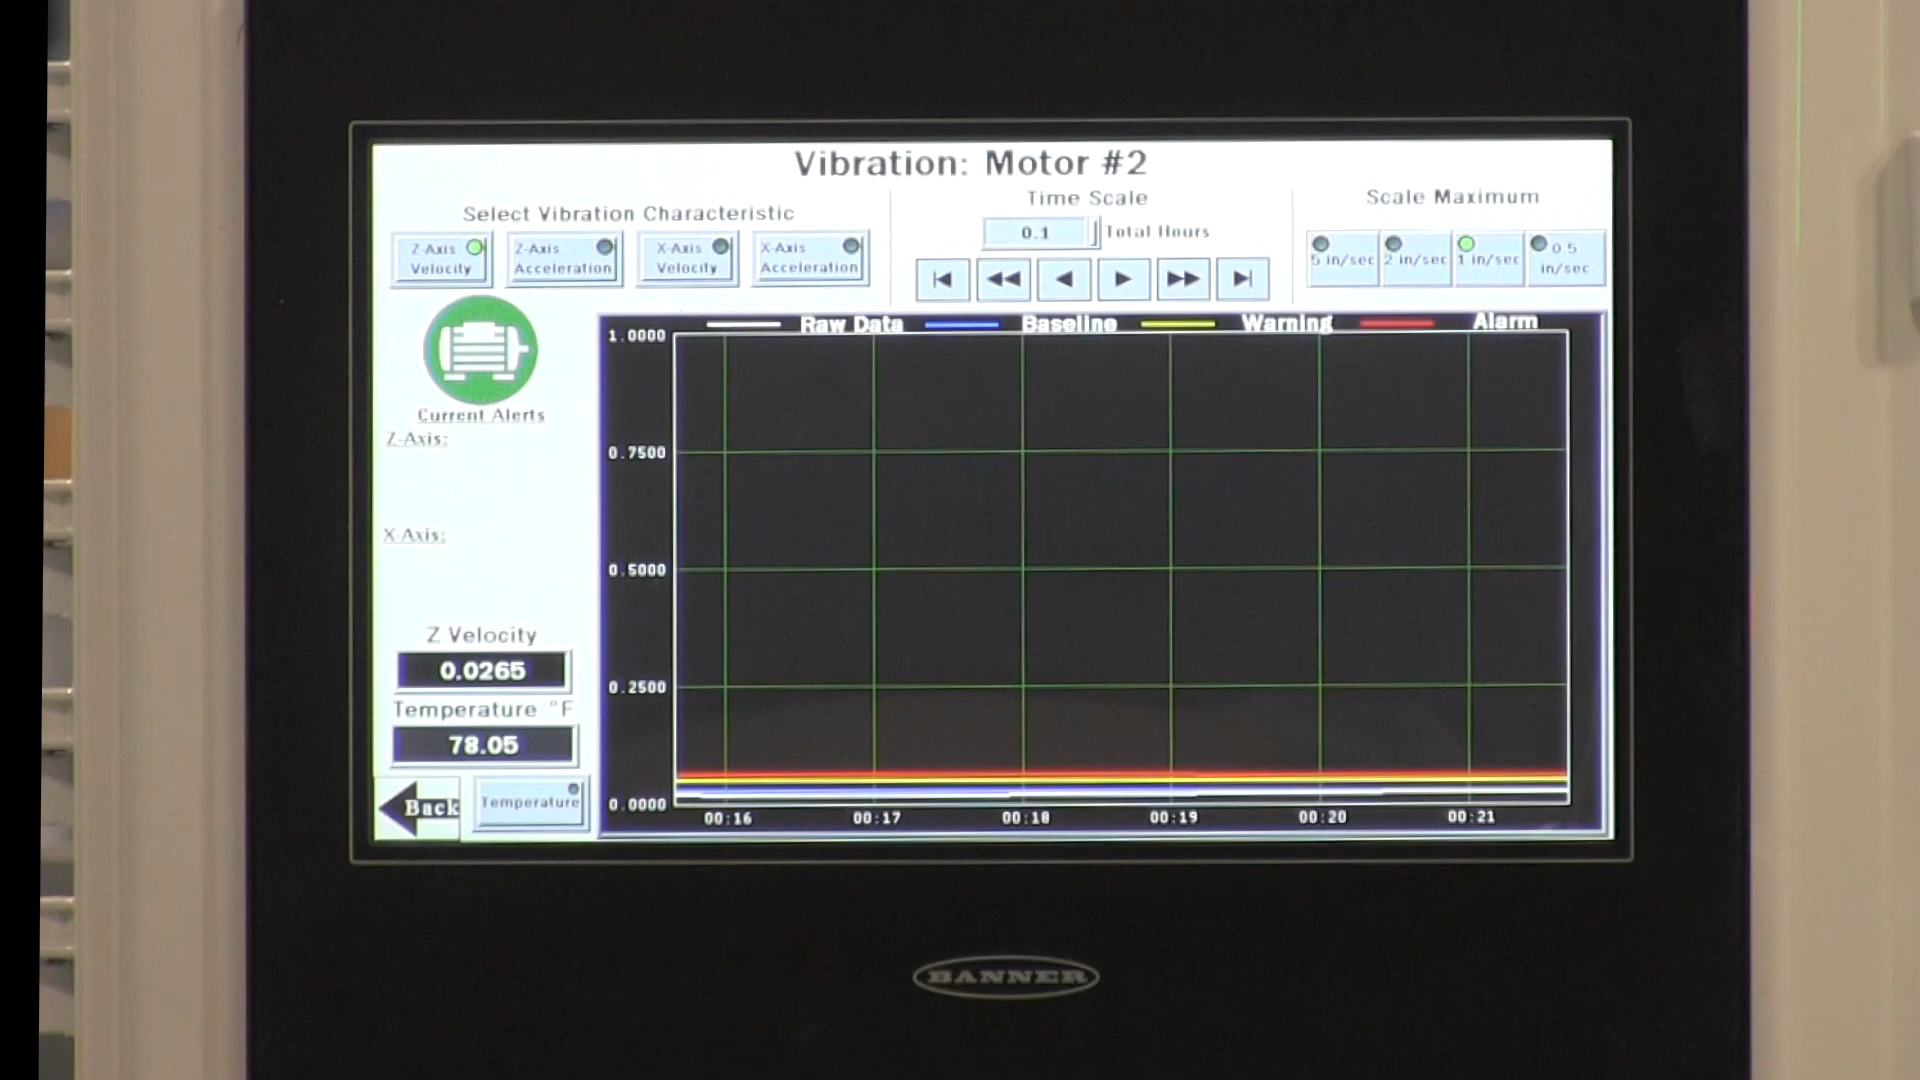 Vibration: Motor #2
Select Vibration Characteristic
Z-Axis
Velocity
Z-Axis
Acceleration
X-Axis
Velocity
X-Axis
Acceleration
Time Scale
0.1
Total Hours
Scale Maximum
5 in/sec
2 in/sec
1 in/sec
0.5
in/sec
Current Alerts
Z-Axis:
X-Axis:
Z Velocity
0.0265
Temperature °F
78.05
Back
Temperature
Raw Data Baseline Warning Alarm
1.0000
0.7500
0.5000
0.2500
0.0000
00:16 00:17 00:18 00:19 00:20 00:21
BANNER